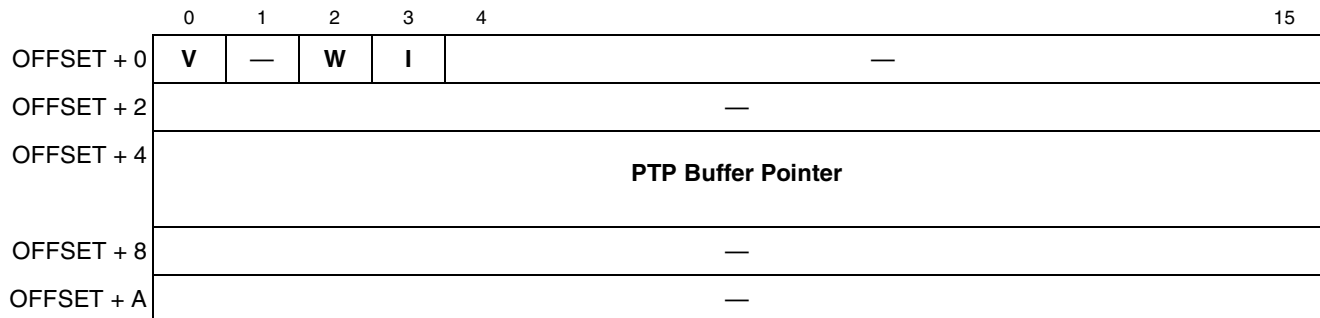 0 1 2 3 4 15
OFFSET + 0 V — W I —
OFFSET + 2 —
OFFSET + 4
PTP Buffer Pointer
OFFSET + 8 —
OFFSET + A —